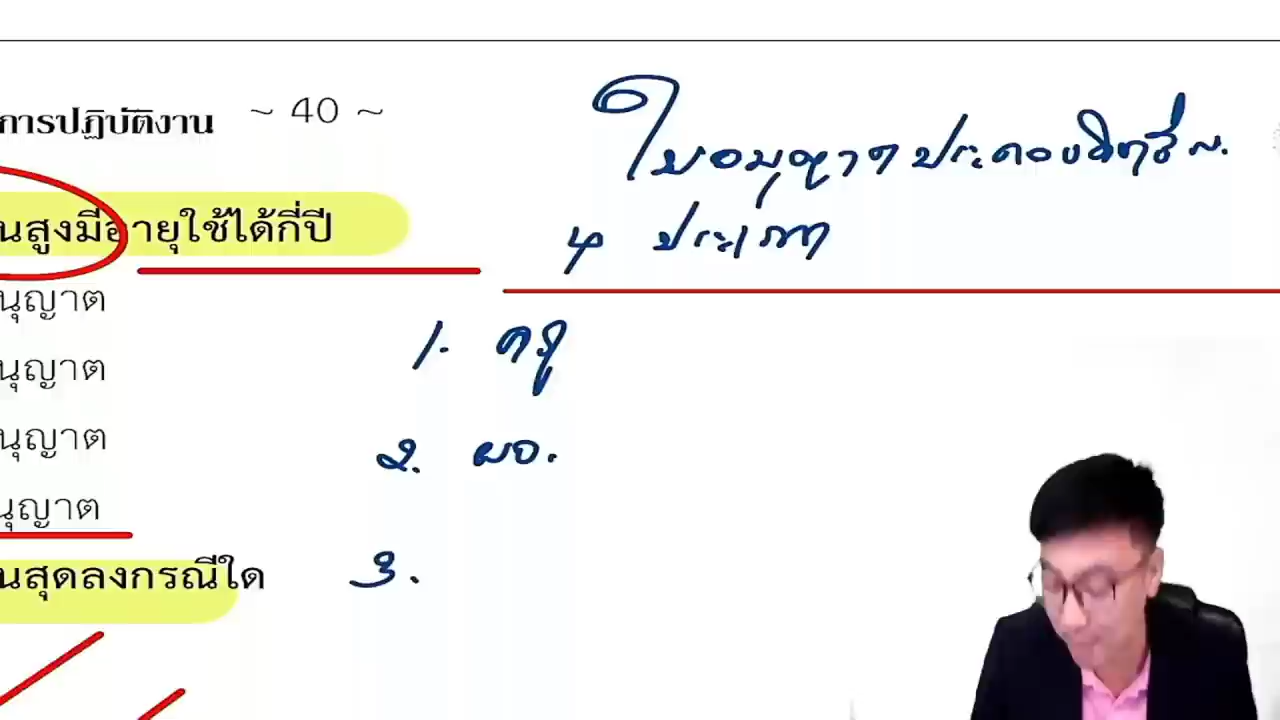 การปฏิบัติงาน ~ 40 ~
ใบอนุญาตประกอบวิชาชีพ
4 ประเภท
นสูงมีอายุใช้ได้กี่ปี
นุญาต
1. ครู
นุญาต
นุญาต
2. ผอ.
นุญาต
นสุดลงกรณีใด
3.